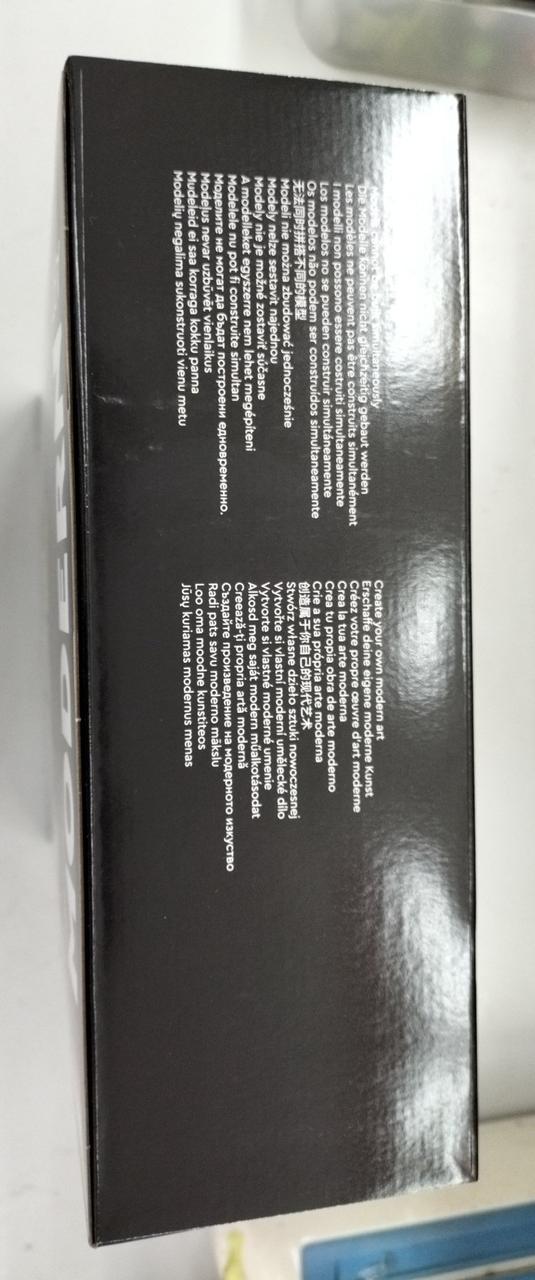 simultaneously
Die Modelle können nicht gleichzeitig gebaut werden
Les modèles ne peuvent pas être construits simultanément
I modelli non possono essere costruiti simultaneamente
Los modelos no se pueden construir simultáneamente
Os modelos não podem ser construídos simultaneamente
无法同时拼搭不同的模型
Modeli nie można zbudować jednocześnie
Modely nelze sestavit najednou
Modely nie je možné zostaviť súčasne
A modelleket egyszerre nem lehet megépíteni
Modelele nu pot fi construite simultan
Моделите не могат да бъдат построени едновременно.
Modeļus nevar uzbūvēt vienlaikus
Mudeleid ei saa korraga kokku panna
Modelių negalima sukonstruoti vienu metu
Create your own modern art
Erschaffe deine eigene moderne Kunst
Créez votre propre œuvre d'art moderne
Crea la tua arte moderna
Crea tu propia obra de arte moderno
Crie a sua própria arte moderna
创造属于你自己的现代艺术
Stwórz własne dzieło sztuki nowoczesnej
Vytvořte si vlastní moderní umělecké dílo
Vytvorte si vlastné moderné umenie
Alkosd meg saját modern műalkotásodat
Creează-ți propria artă modernă
Създайте произведение на модерното изкуство
Radi pats savu moderno mākslu
Loo oma moodne kunstiteos
Jūsų kuriamas modernus menas